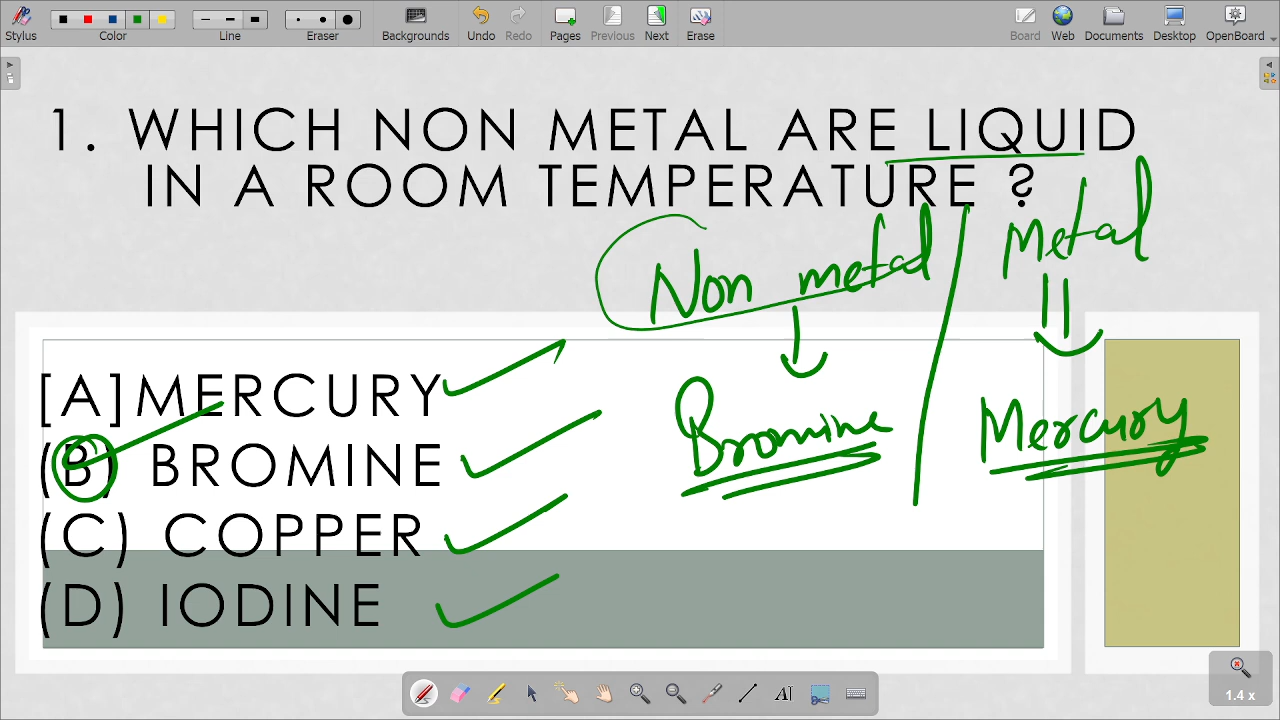 Stylus
Color
Line
Eraser
Backgrounds
Undo
Redo
Pages
Previous
Next
Erase
Board
Web
Documents
Desktop
OpenBoard
1. WHICH NON METAL ARE LIQUID
IN A ROOM TEMPERATURE ?
Non metal
Metal
Bromine
Mercury
[A]MERCURY
(B) BROMINE
(C) COPPER
(D) IODINE
1.4 x